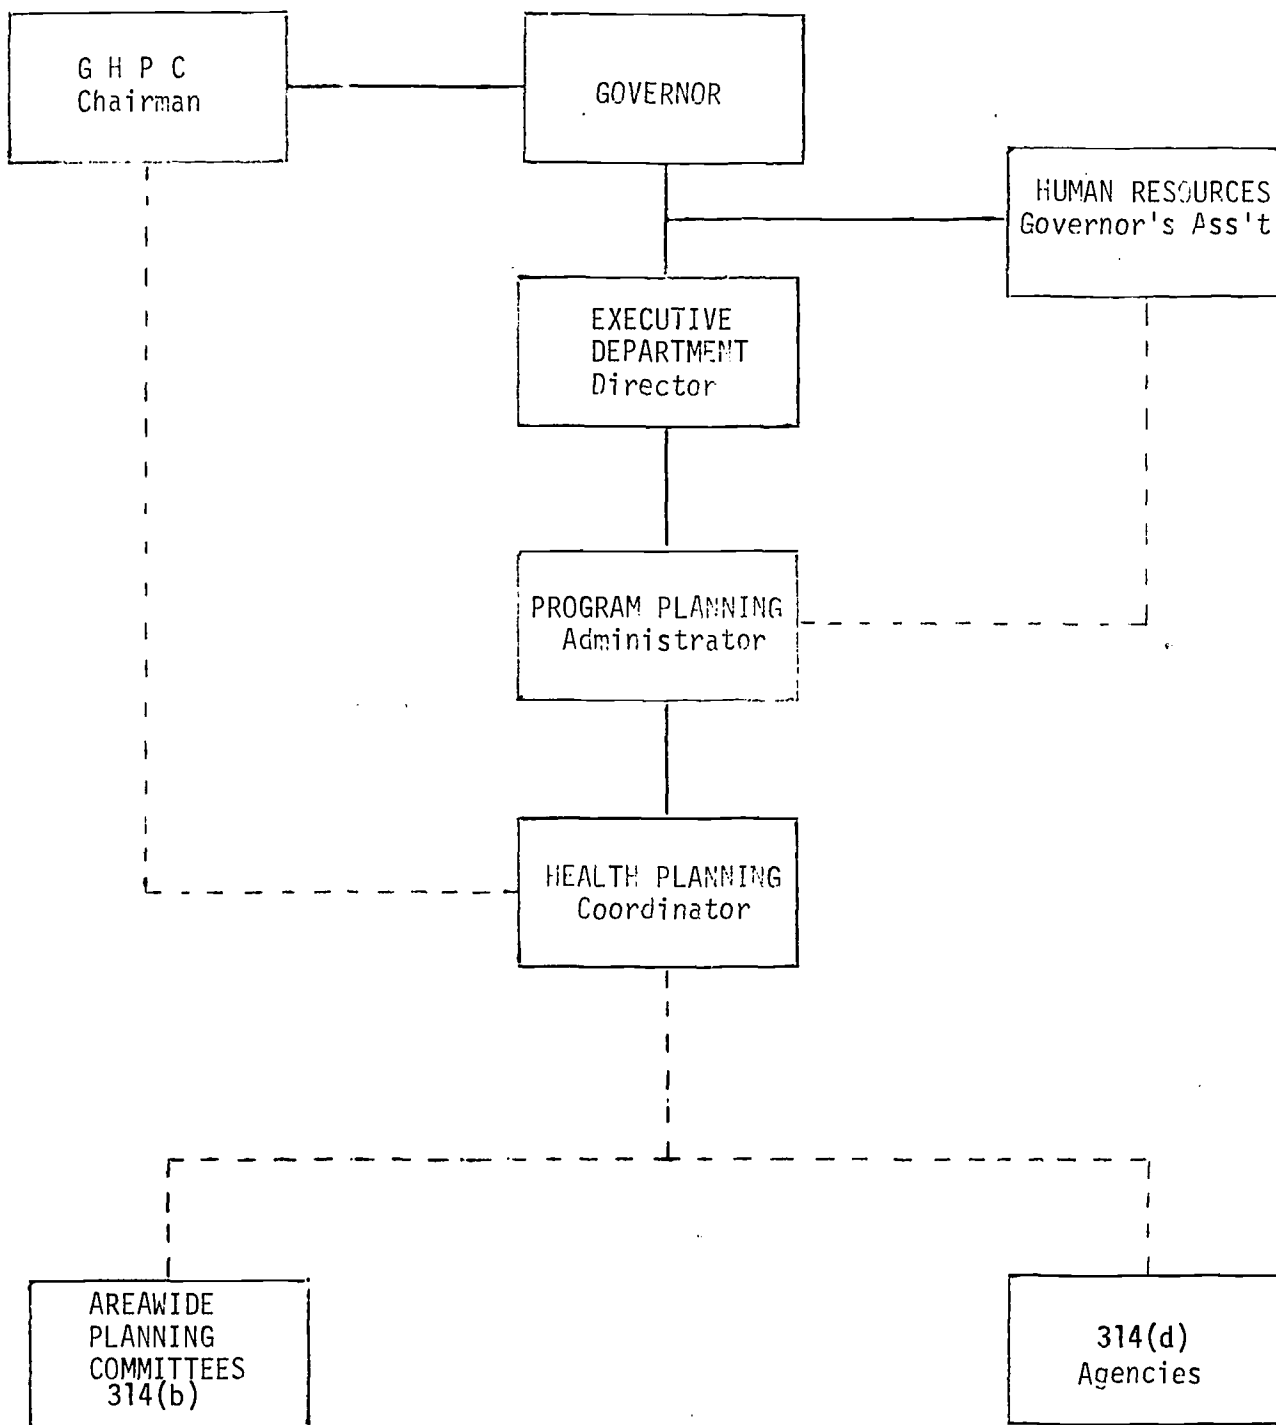 G H P C
Chairman
GOVERNOR
HUMAN RESOURCES
Governor's Ass't
EXECUTIVE
DEPARTMENT
Director
PROGRAM PLANNING
Administrator
HEALTH PLANNING
Coordinator
AREAWIDE
PLANNING
COMMITTEES
314(b)
314(d)
Agencies